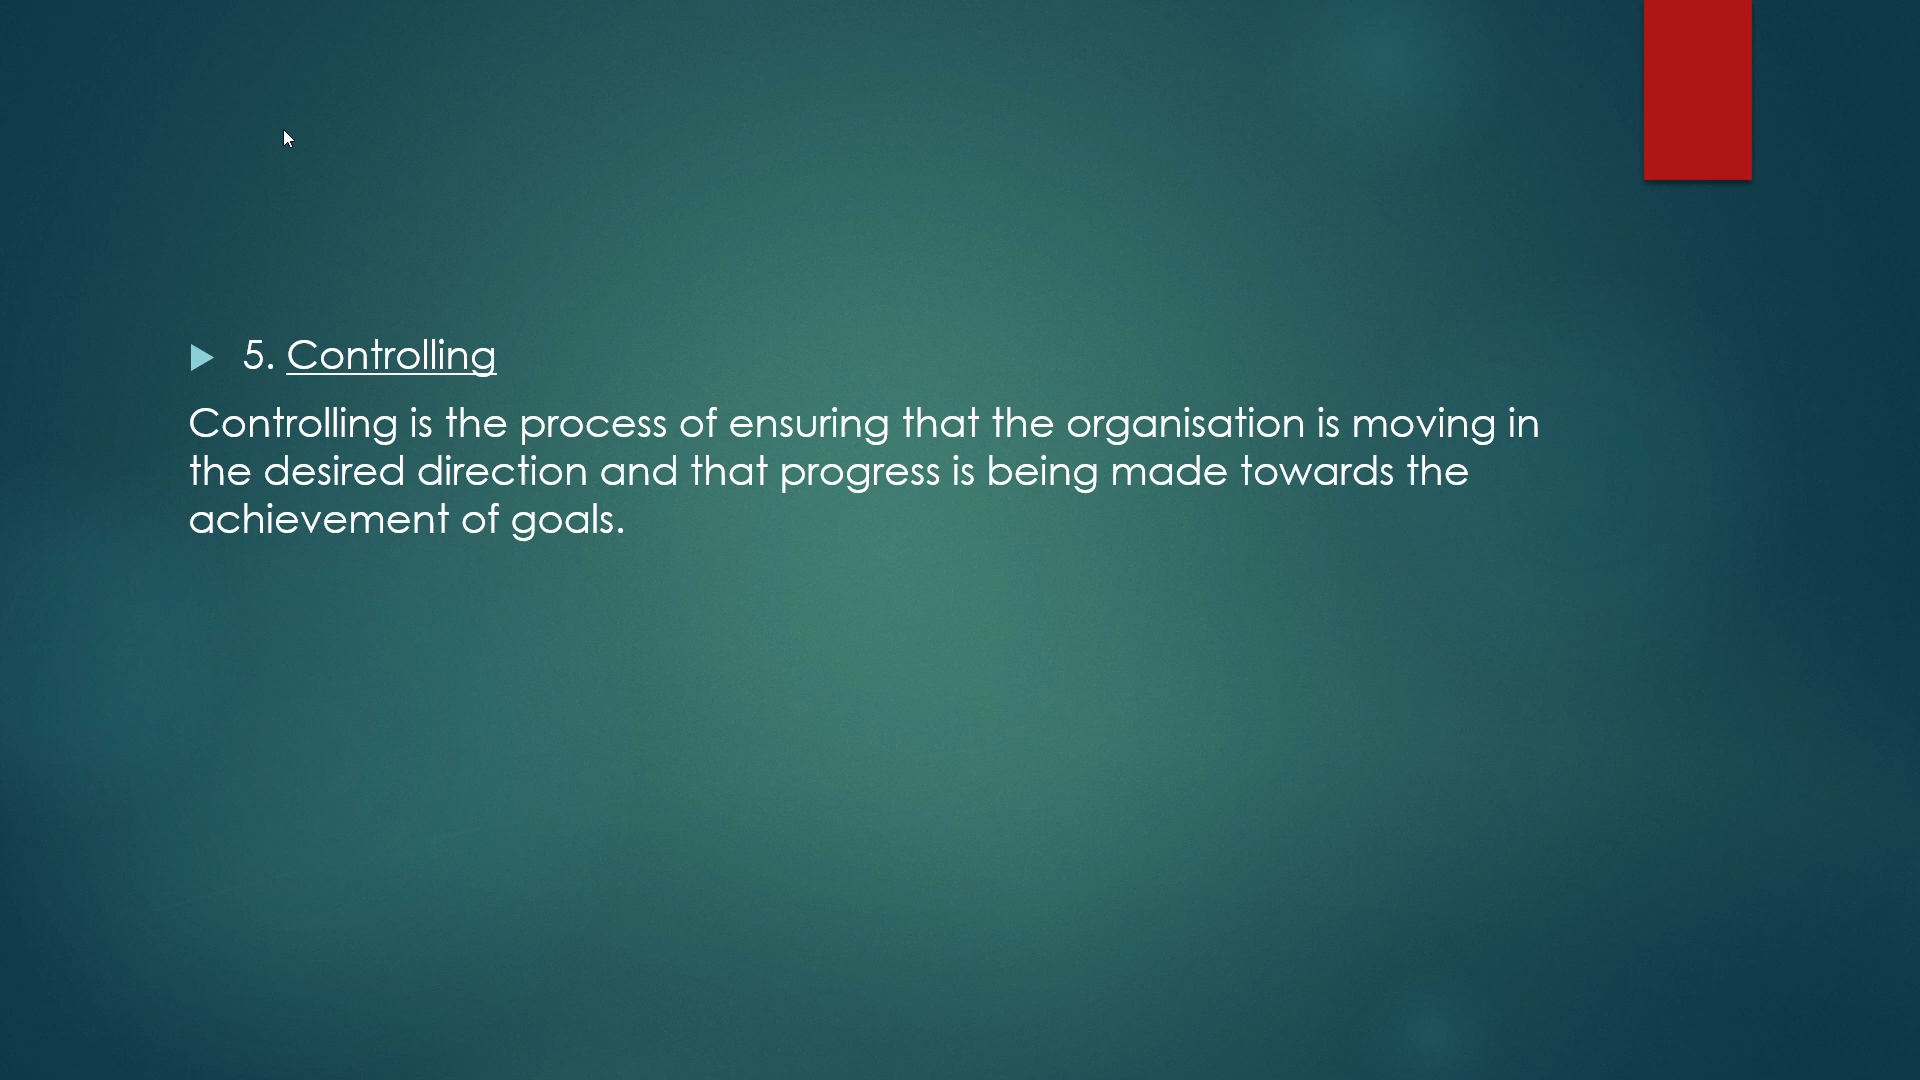 5. Controlling
Controlling is the process of ensuring that the organisation is moving in
the desired direction and that progress is being made towards the
achievement of goals.